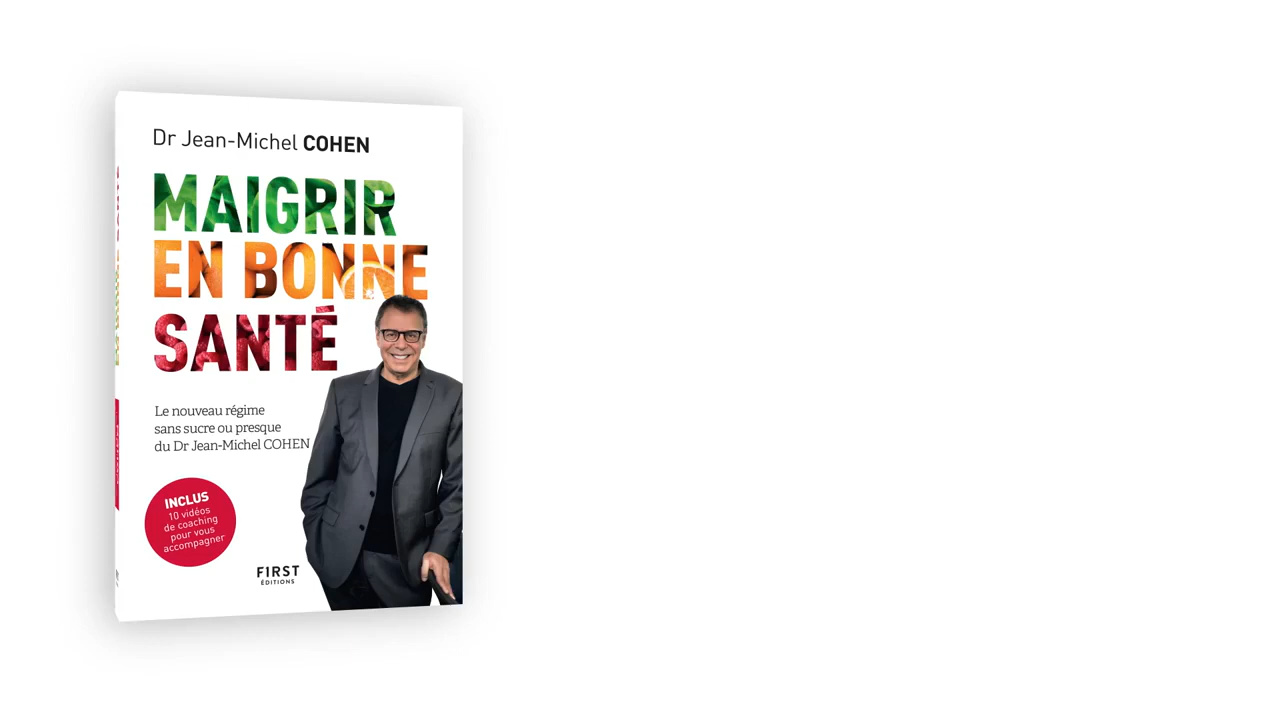 Dr Jean-Michel COHEN
MAIGRIR
EN BONNE
SANTÉ
Le nouveau régime
sans sucre ou presque
du Dr Jean-Michel COHEN
INCLUS
10 vidéos
de coaching
pour vous
accompagner
FIRST
ÉDITIONS